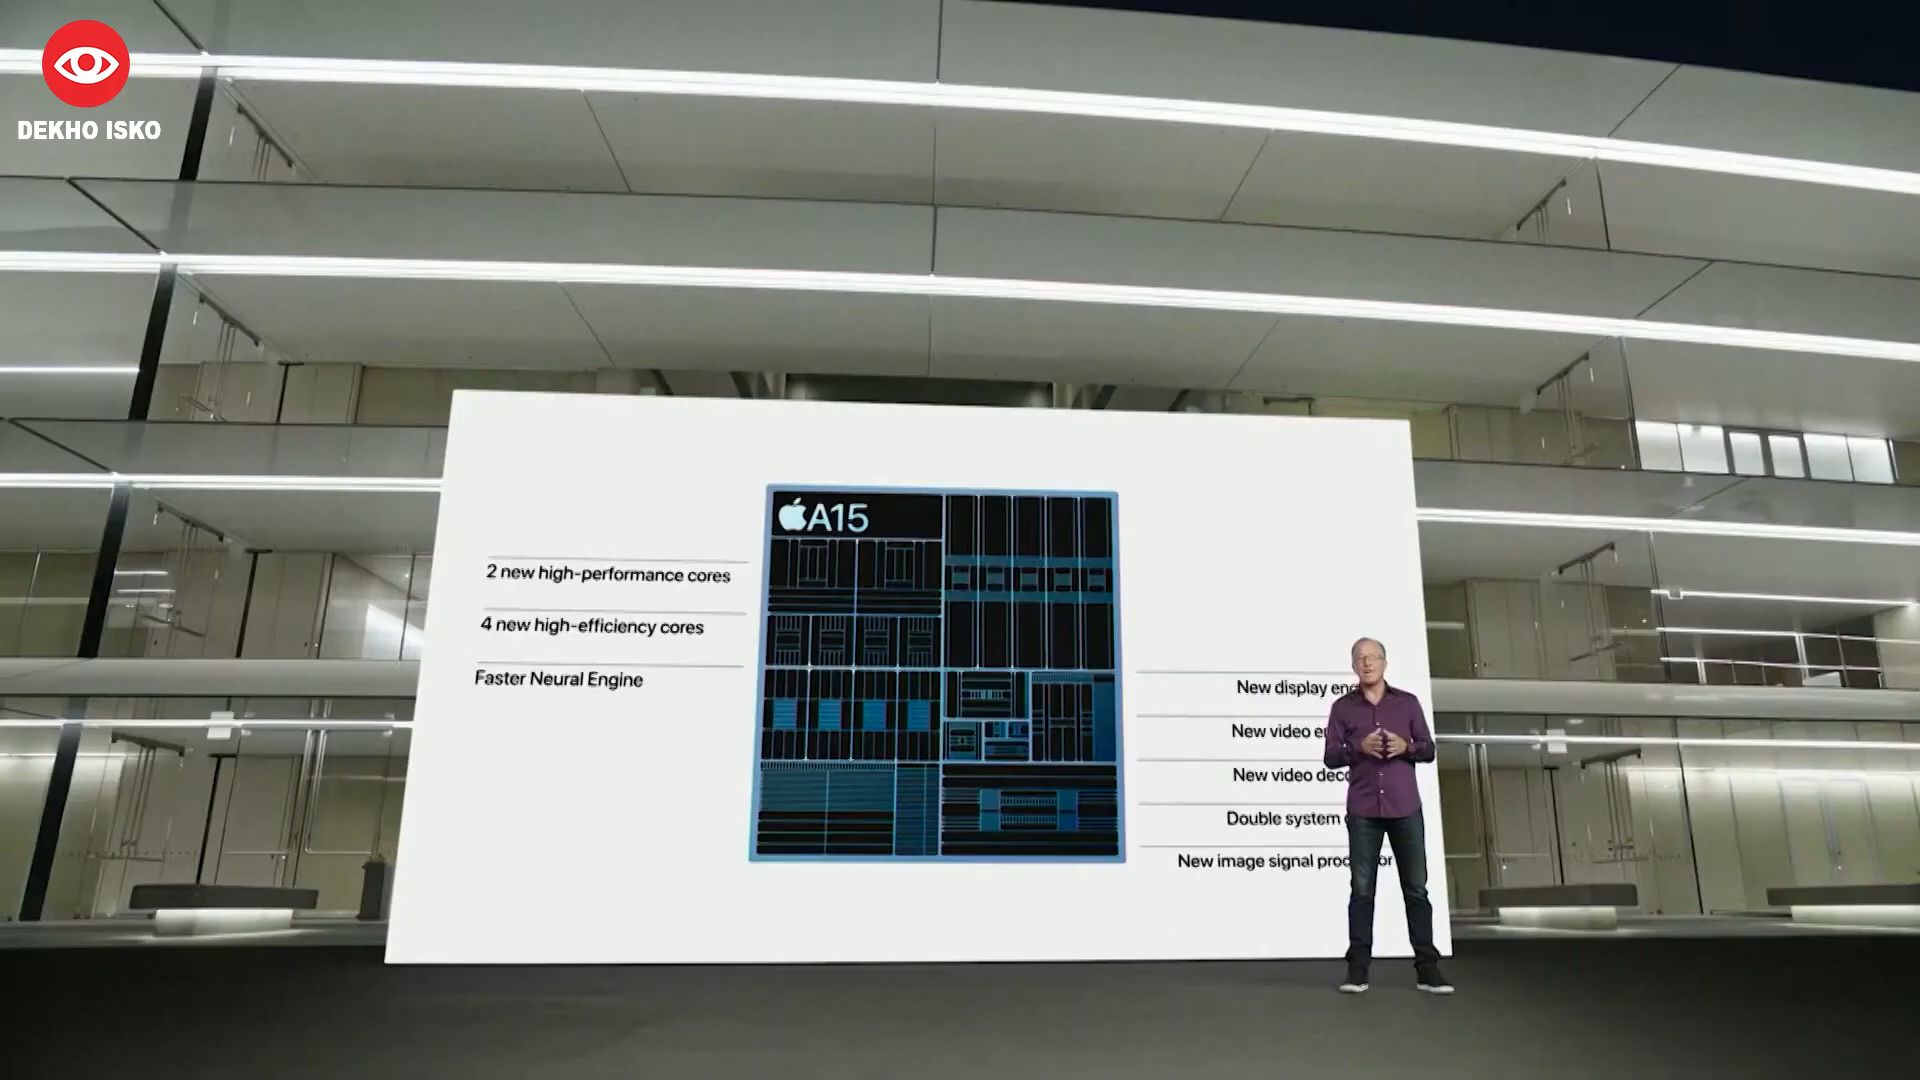 DEKHO ISKO
A15
2 new high-performance cores
4 new high-efficiency cores
Faster Neural Engine
New display
New video
New video
Double system
New image signal